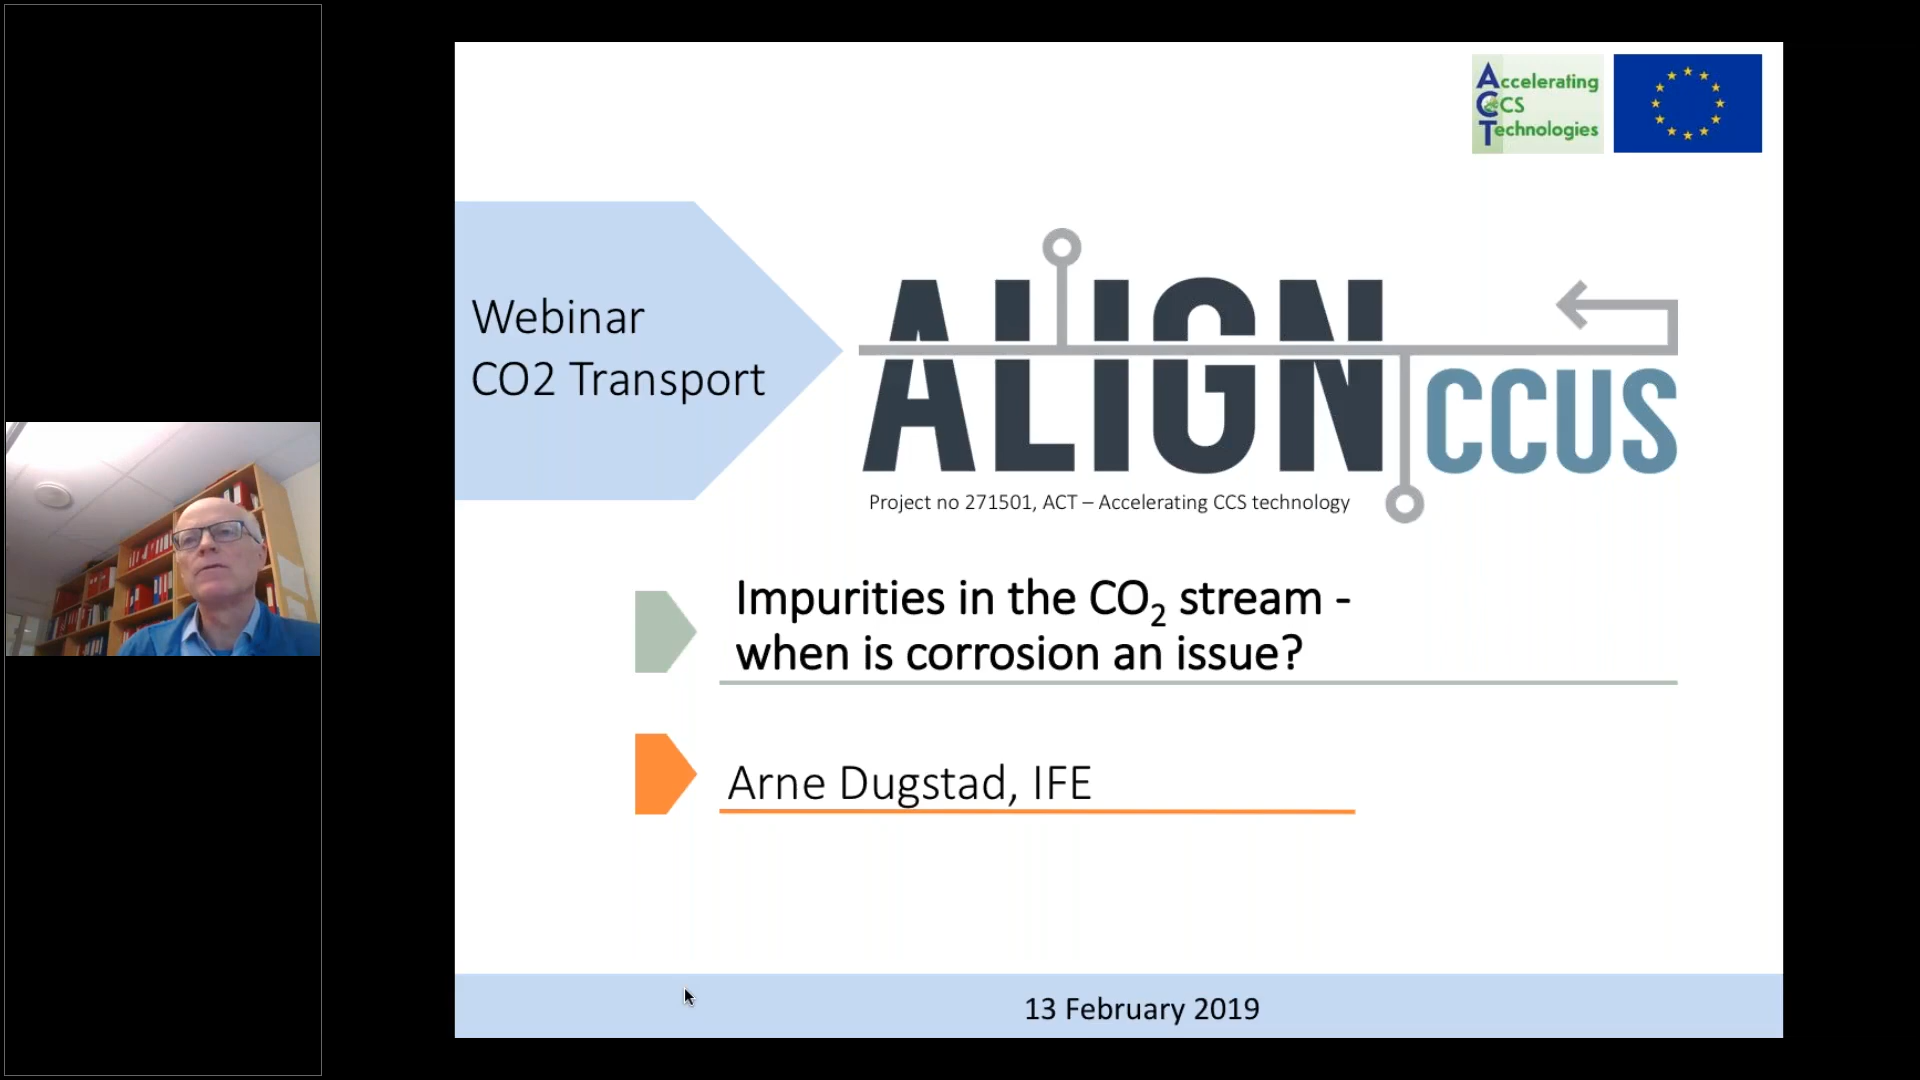 Accelerating
CCS
Technologies
Webinar
CO2 Transport
ALIGN
CCUS
Project no 271501, ACT – Accelerating CCS technology
Impurities in the CO₂ stream -
when is corrosion an issue?
Arne Dugstad, IFE
13 February 2019